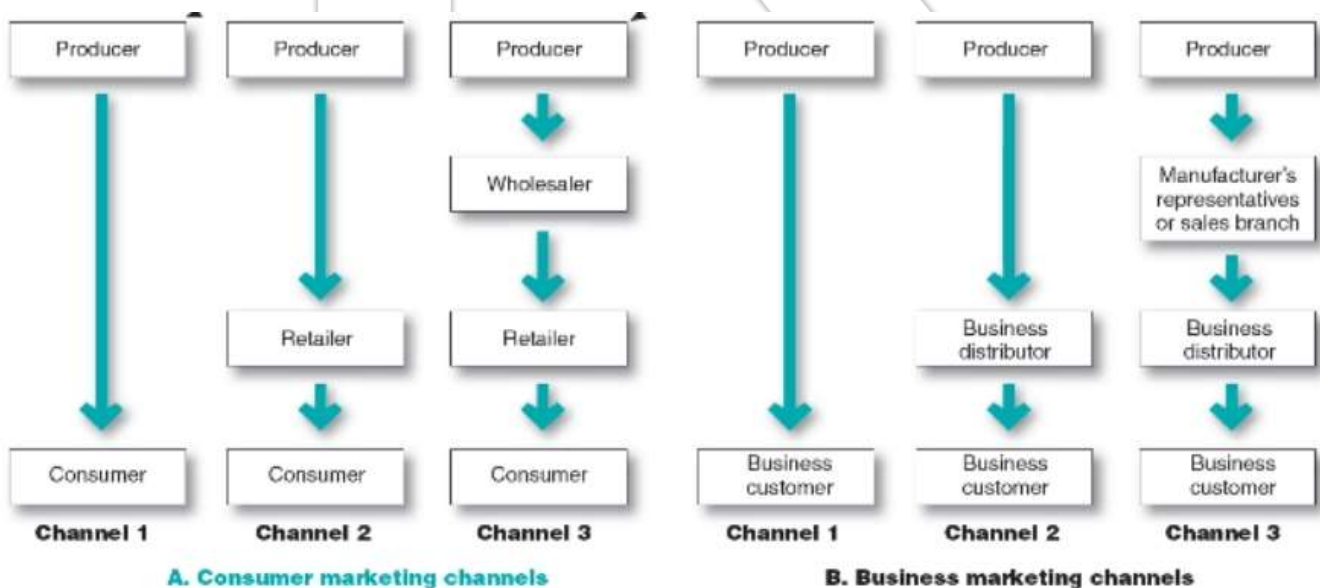 Producer
Producer
Producer
Producer
Producer
Producer
Wholesaler
Manufacturer's
representatives
or sales branch
Retailer
Retailer
Business
distributor
Business
distributor
Consumer
Consumer
Consumer
Business
customer
Business
customer
Business
customer
Channel 1
Channel 2
Channel 3
Channel 1
Channel 2
Channel 3
A. Consumer marketing channels
B. Business marketing channels